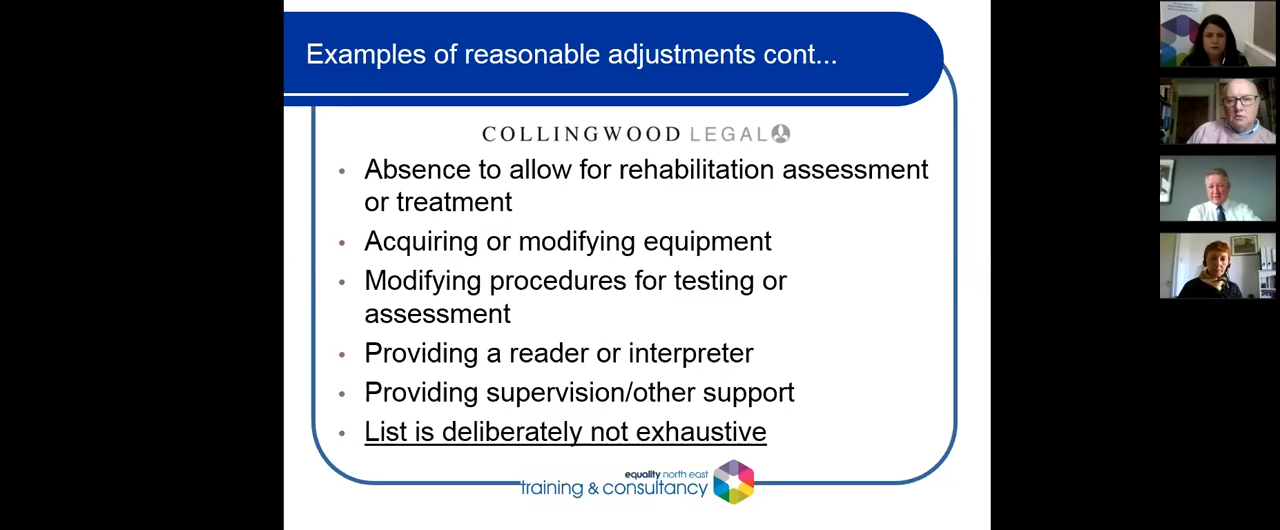 Examples of reasonable adjustments cont...
COLLINGWOOD LEGAL
• Absence to allow for rehabilitation assessment
or treatment
• Acquiring or modifying equipment
• Modifying procedures for testing or
assessment
• Providing a reader or interpreter
• Providing supervision/other support
• List is deliberately not exhaustive
equality north east
training & consultancy